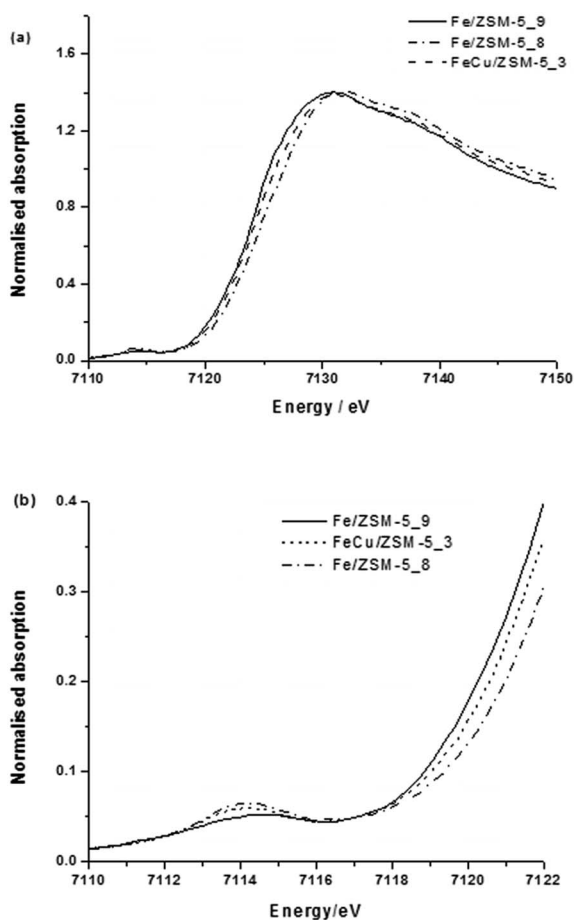 (a)
Fe/ZSM-5_9
Fe/ZSM-5_8
FeCu/ZSM-5_3
Normalised absorption
1.6
1.2
0.8
0.4
0.0
7110 7120 7130 7140 7150
Energy / eV
(b)
Fe/ZSM-5_9
FeCu/ZSM-5_3
Fe/ZSM-5_8
Normalised absorption
0.4
0.3
0.2
0.1
0.0
7110 7112 7114 7116 7118 7120 7122
Energy/eV